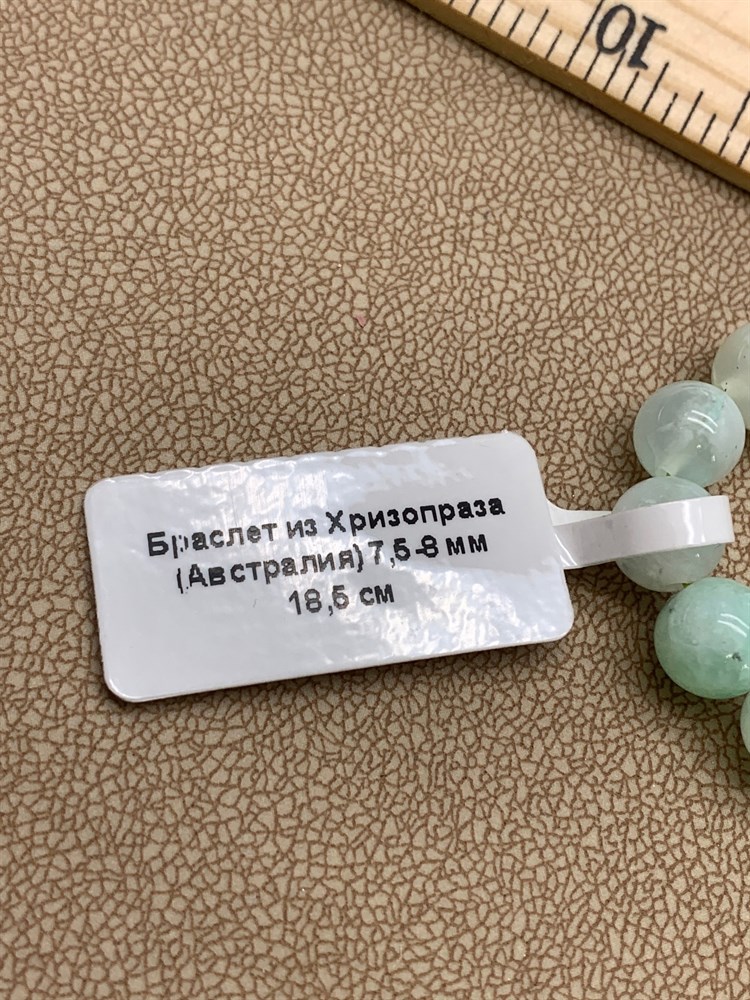 10
Браслет из Хризопраза
(Австралия) 7,5-8 мм
18,5 см